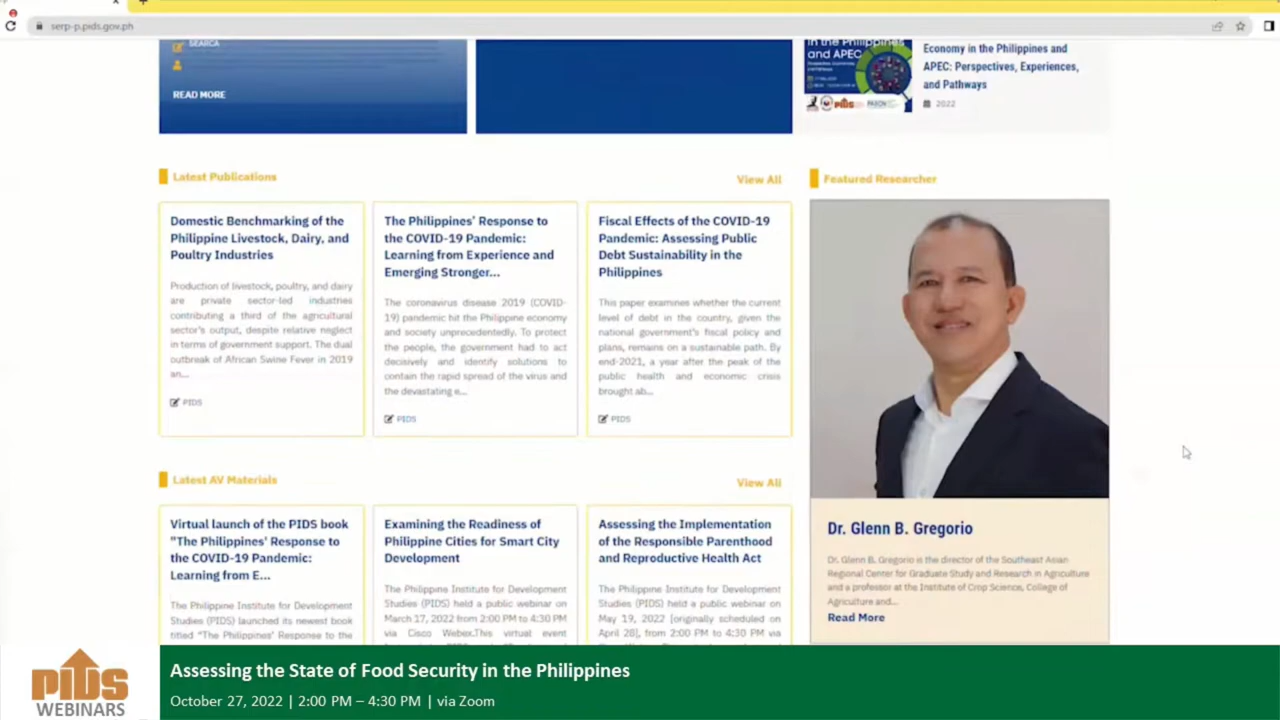 serp-p.pids.gov.ph
SEARCA
READ MORE
in the Philippines
and APEC
Economy in the Philippines and
APEC: Perspectives, Experiences,
and Pathways
2022
Latest Publications
View All
Domestic Benchmarking of the
Philippine Livestock, Dairy, and
Poultry Industries
Production of livestock, poultry, and dairy
are private sector-led industries
contributing a third of the agricultural
sector's output, despite relative neglect
in terms of government support. The dual
outbreak of African Swine Fever in 2019
an...
PIDS
The Philippines' Response to
the COVID-19 Pandemic:
Learning from Experience and
Emerging Stronger...
The coronavirus disease 2019 (COVID-
19) pandemic hit the Philippine economy
and society unprecedentedly. To protect
the people, the government had to act
decisively and identify solutions to
contain the rapid spread of the virus and
the devastating e...
PIDS
Fiscal Effects of the COVID-19
Pandemic: Assessing Public
Debt Sustainability in the
Philippines
This paper examines whether the current
level of debt in the country, given the
national government's fiscal policy and
plans, remains on a sustainable path. By
end-2021, a year after the peak of the
public health and economic crisis
brought ab...
PIDS
Featured Researcher
Dr. Glenn B. Gregorio
Dr. Glenn B. Gregorio is the director of the Southeast Asian
Regional Center for Graduate Study and Research in Agriculture
and a professor at the Institute of Crop Science, College of
Agriculture and...
Read More
Latest AV Materials
View All
Virtual launch of the PIDS book
"The Philippines' Response to
the COVID-19 Pandemic:
Learning from E...
The Philippine Institute for Development
Studies (PIDS) launched its newest book
titled "The Philippines' Response to the
Examining the Readiness of
Philippine Cities for Smart City
Development
The Philippine Institute for Development
Studies (PIDS) held a public webinar on
March 17, 2022 from 2:00 PM to 4:30 PM
via Cisco Webex.This virtual event
Assessing the Implementation
of the Responsible Parenthood
and Reproductive Health Act
The Philippine Institute for Development
Studies (PIDS) held a public webinar on
May 19, 2022 [originally scheduled on
April 28], from 2:00 PM to 4:30 PM via
PIDS
WEBINARS
Assessing the State of Food Security in the Philippines
October 27, 2022 | 2:00 PM – 4:30 PM | via Zoom